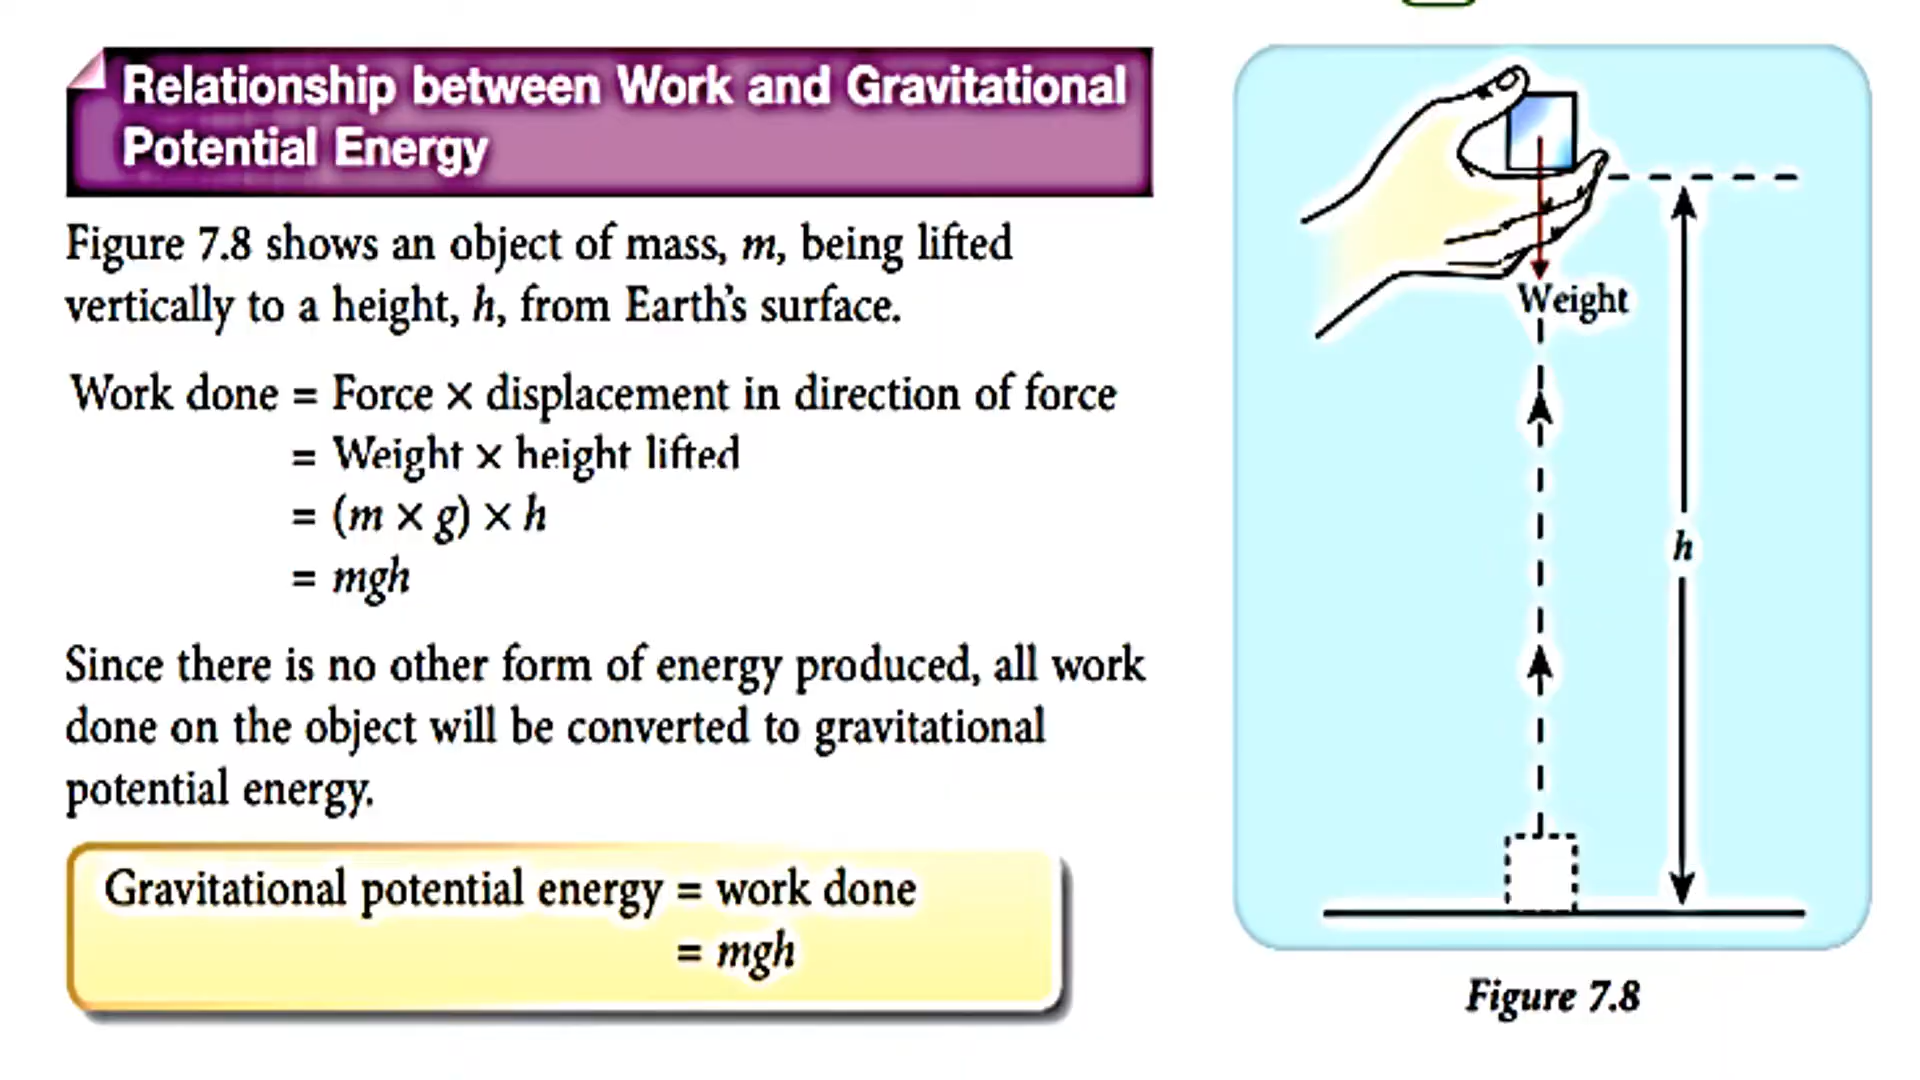 Relationship between Work and Gravitational
Potential Energy
Figure 7.8 shows an object of mass, m, being lifted
vertically to a height, h, from Earth's surface.
Work done = Force × displacement in direction of force
= Weight × height lifted
= (m × g) × h
= mgh
Since there is no other form of energy produced, all work
done on the object will be converted to gravitational
potential energy.
Gravitational potential energy = work done
= mgh
Weight
h
Figure 7.8